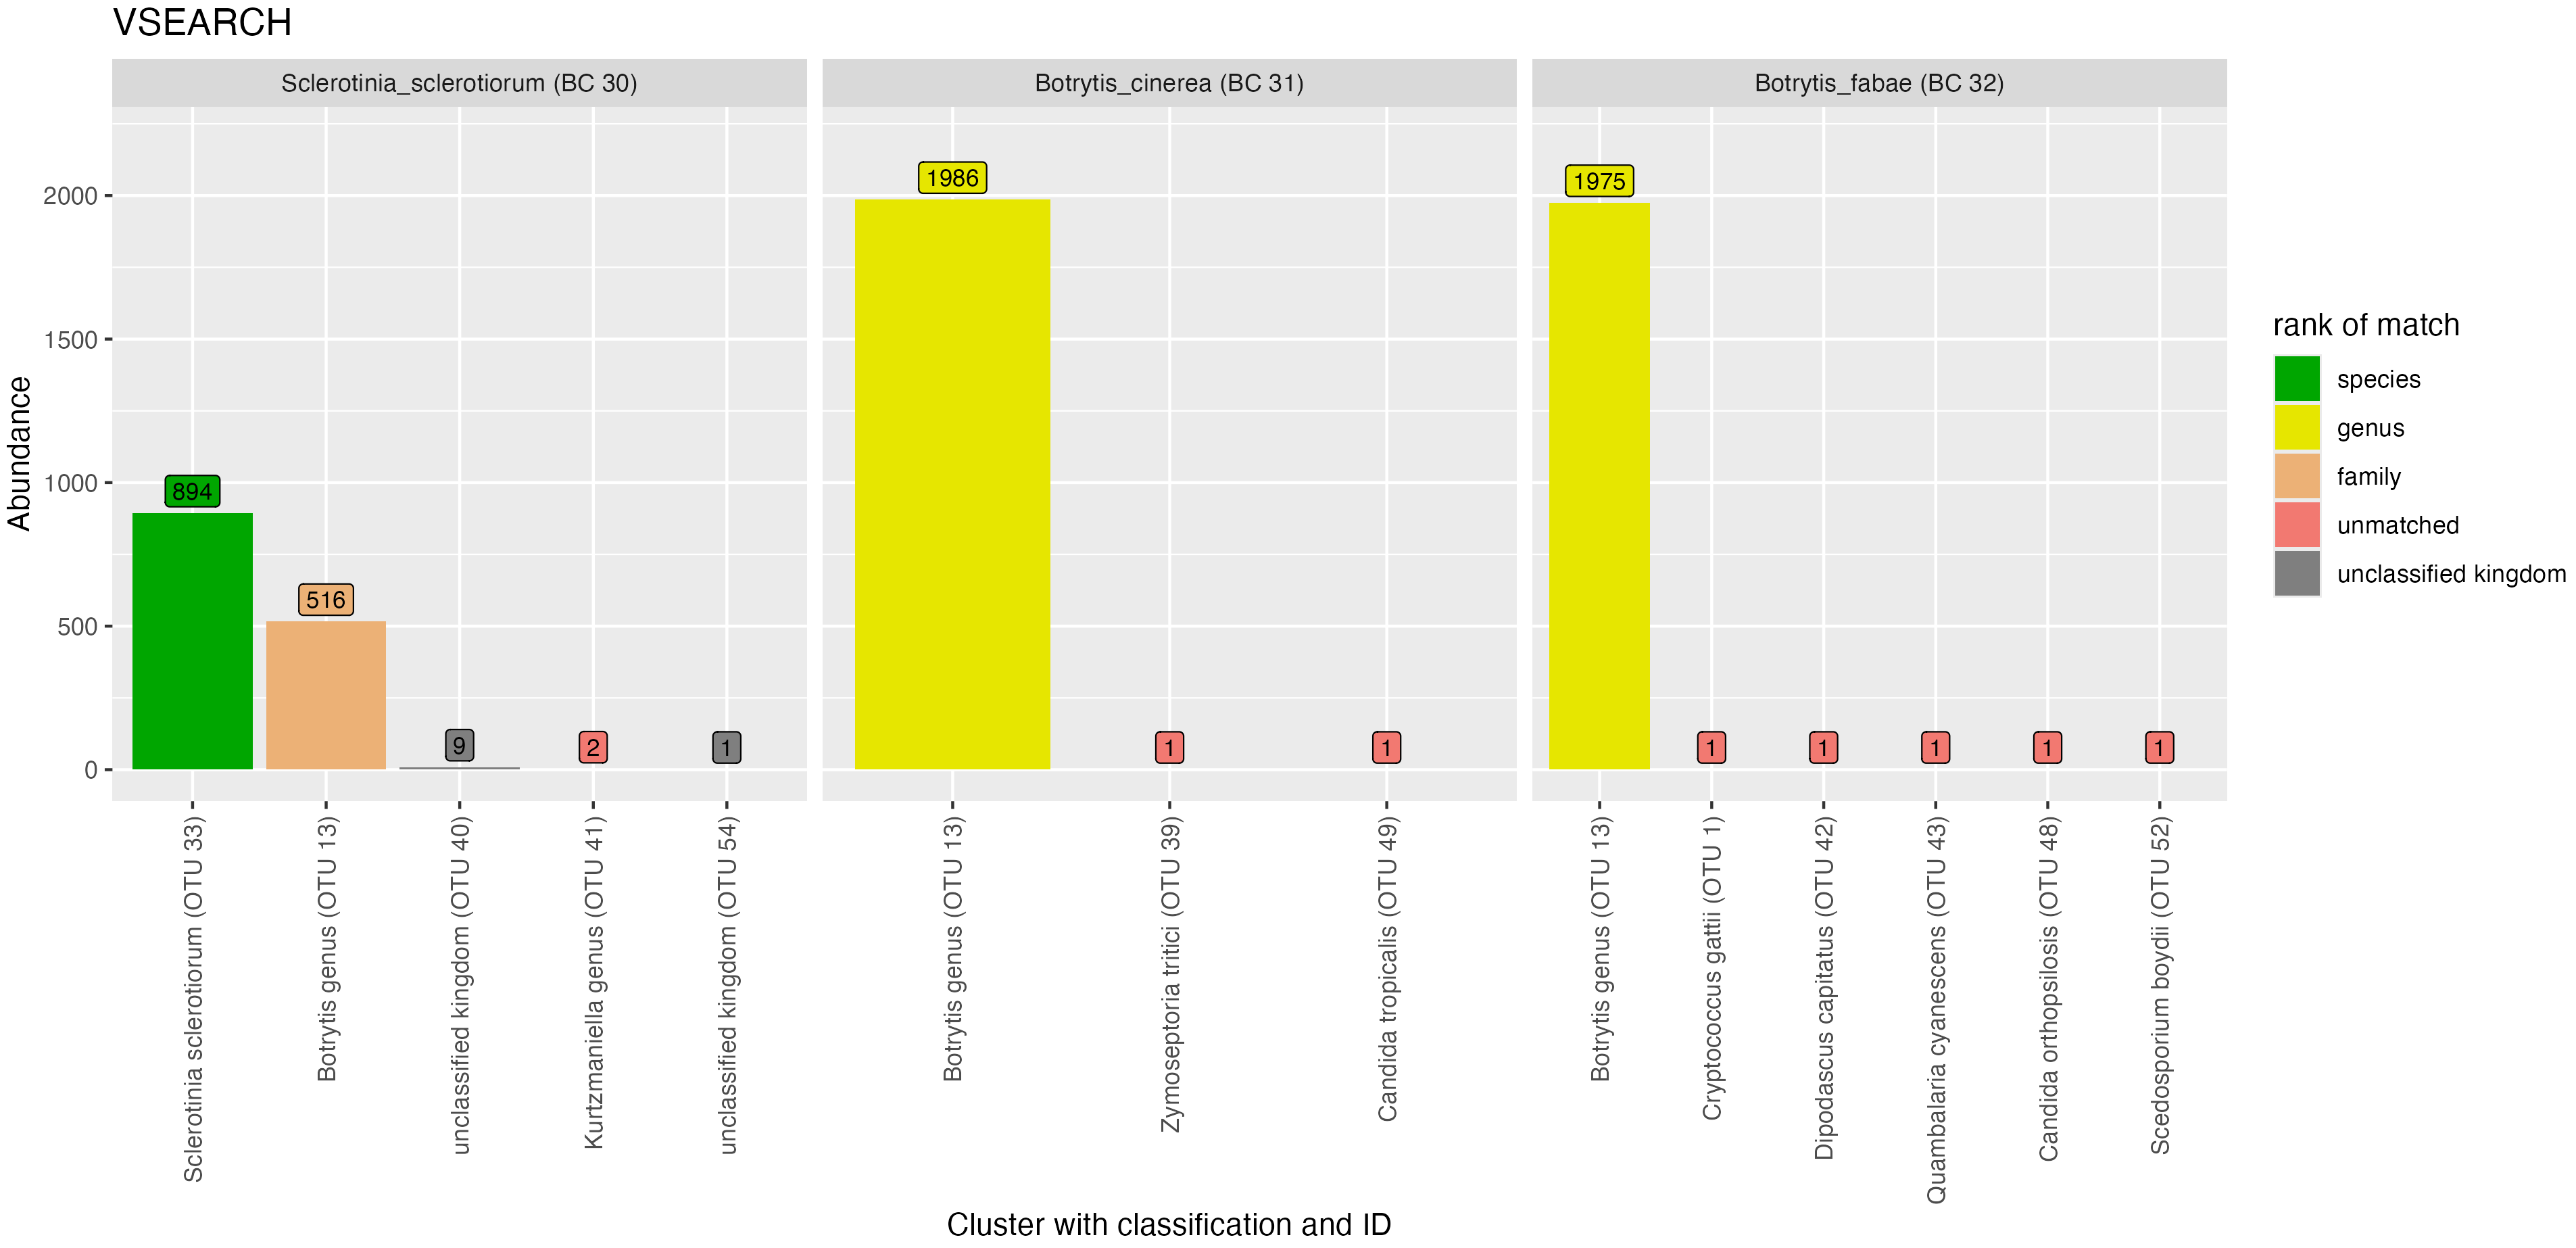 VSEARCH
Sclerotinia_sclerotiorum (BC 30)
Botrytis_cinerea (BC 31)
Botrytis_fabae (BC 32)
Abundance
2000
1500
1000
500
0
894
516
9
2
1
1986
1
1
1975
1
1
1
1
1
Sclerotinia sclerotiorum (OTU 33)
Botrytis genus (OTU 13)
unclassified kingdom (OTU 40)
Kurtzmaniella genus (OTU 41)
unclassified kingdom (OTU 54)
Botrytis genus (OTU 13)
Zymoseptoria tritici (OTU 39)
Candida tropicalis (OTU 49)
Botrytis genus (OTU 13)
Cryptococcus gattii (OTU 1)
Dipodascus capitatus (OTU 42)
Quambalaria cyanescens (OTU 43)
Candida orthopsilosis (OTU 48)
Scedosporium boydii (OTU 52)
Cluster with classification and ID
rank of match
species
genus
family
unmatched
unclassified kingdom